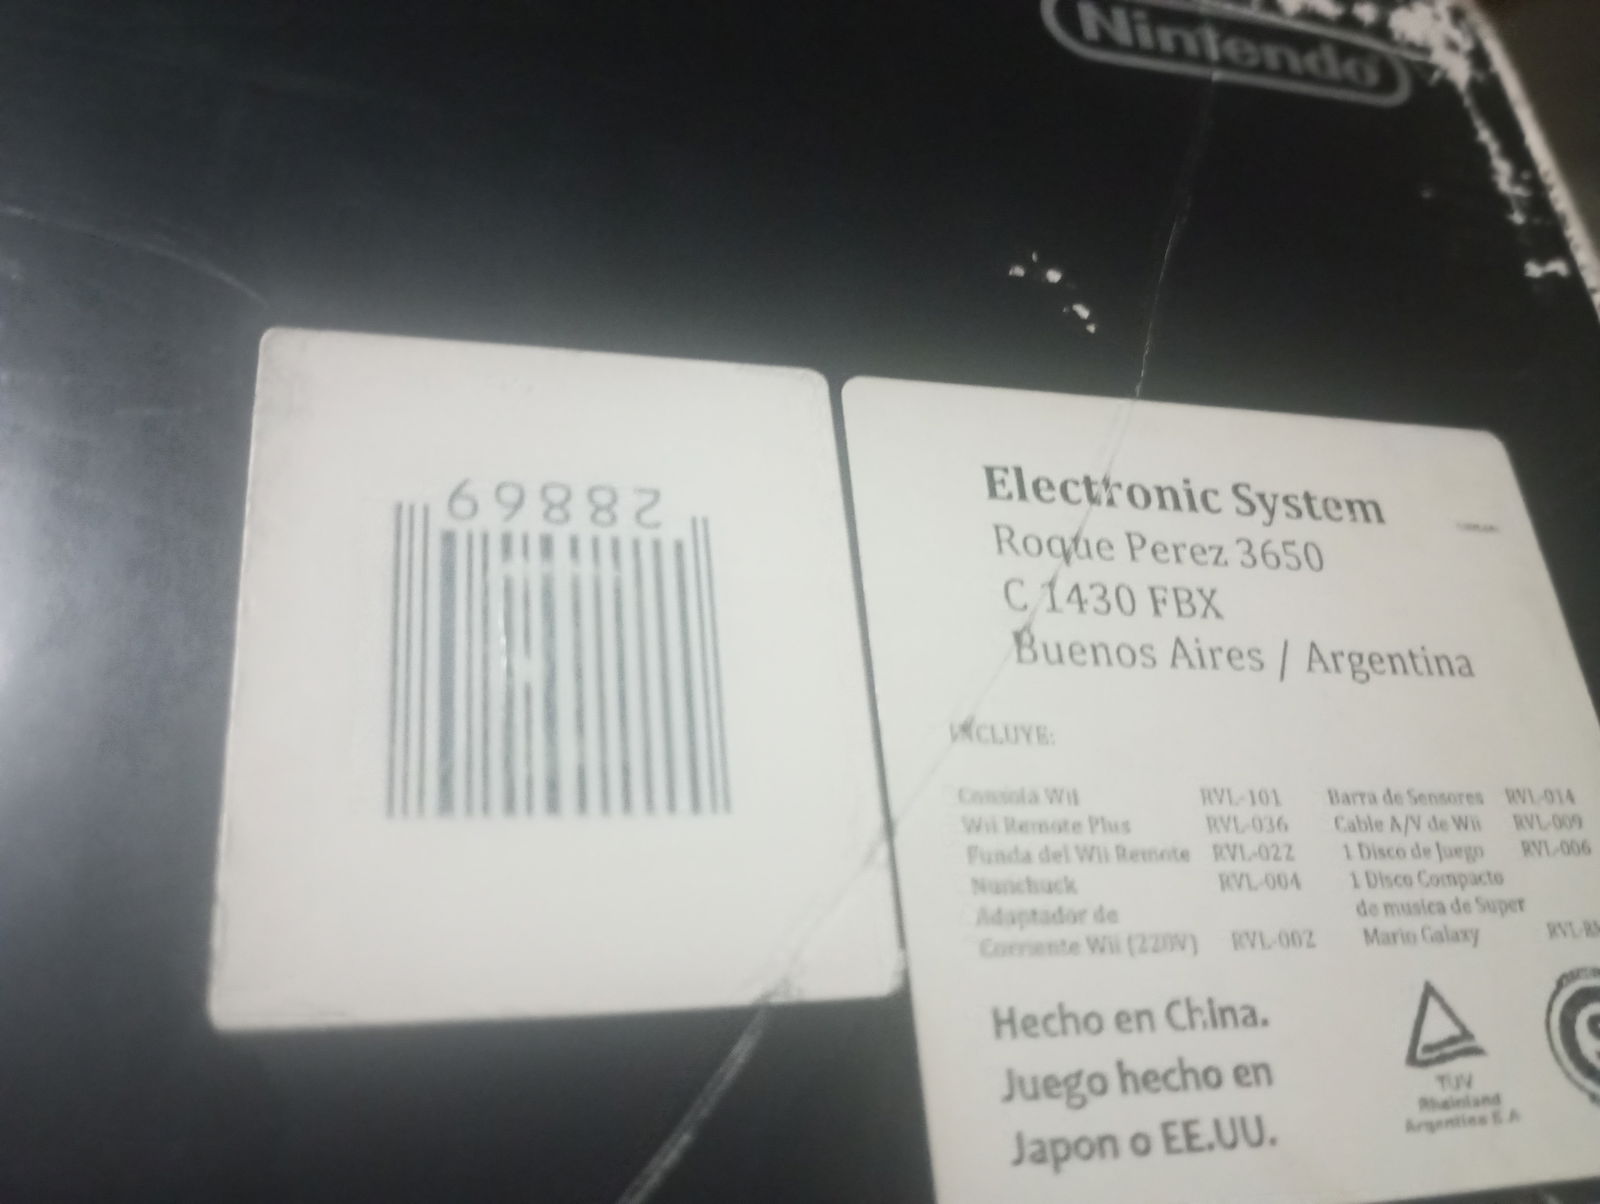 Nintendo
28869
Electronic System
Roque Perez 3650
C 1430 FBX
Buenos Aires / Argentina
INCLUYE:
Consola Wii RVL-101
Wii Remote Plus RVL-036
Funda del Wii Remote RVL-022
Nunchuck RVL-004
Adaptador de
Corriente Wii (220V) RVL-002
Barra de Sensores RVL-014
Cable A/V de Wii RVL-009
1 Disco de Juego RVL-006
1 Disco Compacto
de musica de Super
Mario Galaxy
Hecho en China.
Juego hecho en
Japon o EE.UU.
TUV
Rheinland
Argentina S.A